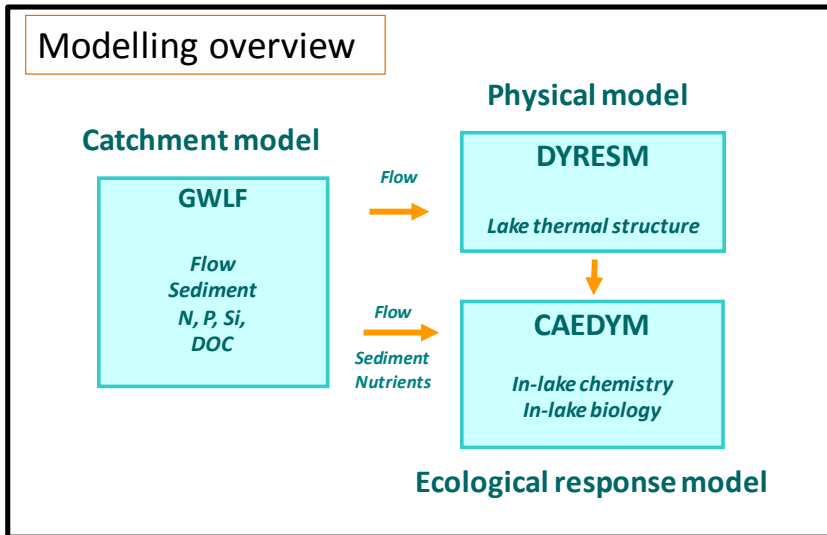 Modelling overview
Catchment model
GWLF
Flow
Sediment
N, P, Si,
DOC
Flow
Flow
Sediment
Nutrients
Physical model
DYRESM
Lake thermal structure
CAEDYM
In-lake chemistry
In-lake biology
Ecological response model